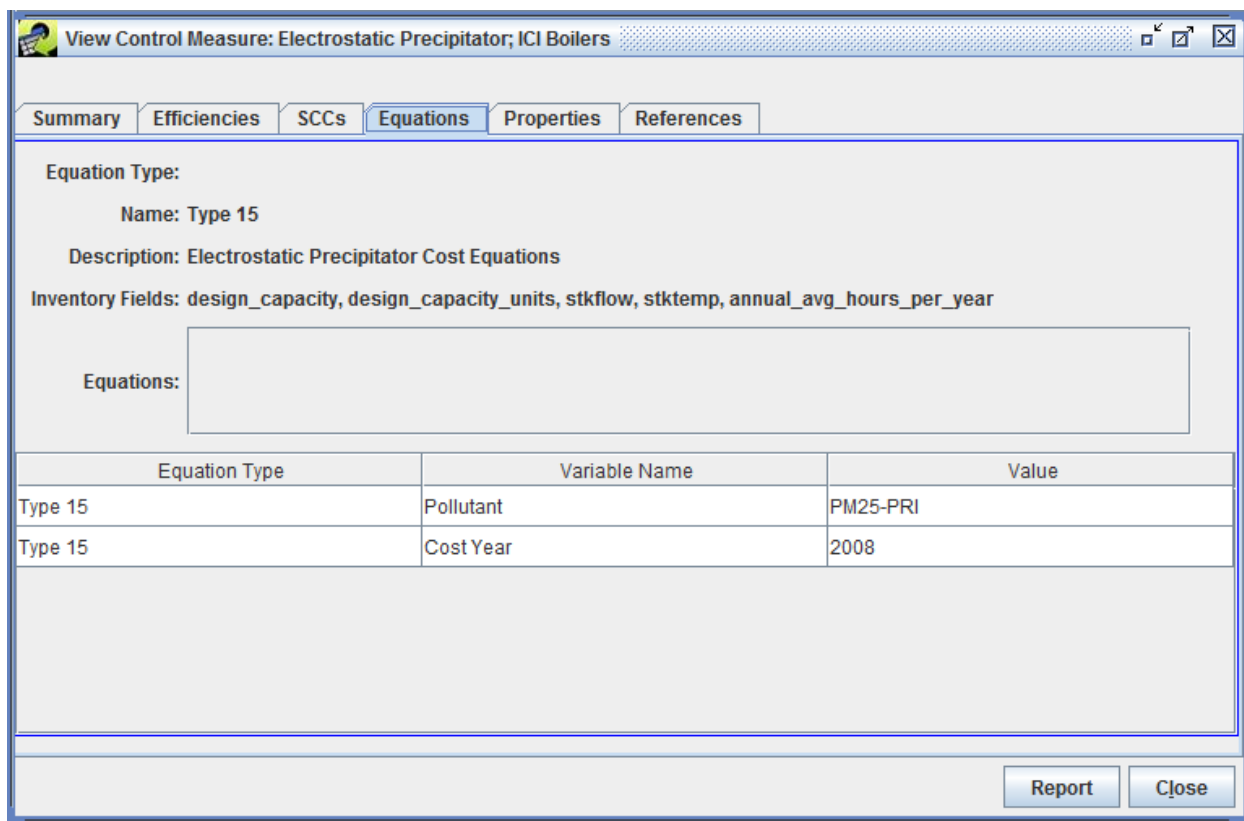 View Control Measure: Electrostatic Precipitator; ICI Boilers
Summary Efficiencies SCCs Equations Properties References
Equation Type:
Name: Type 15
Description: Electrostatic Precipitator Cost Equations
Inventory Fields: design_capacity, design_capacity_units, stkflow, stktemp, annual_avg_hours_per_year
Equations:
Equation Type Variable Name Value
Type 15 Pollutant PM25-PRI
Type 15 Cost Year 2008
Report Close